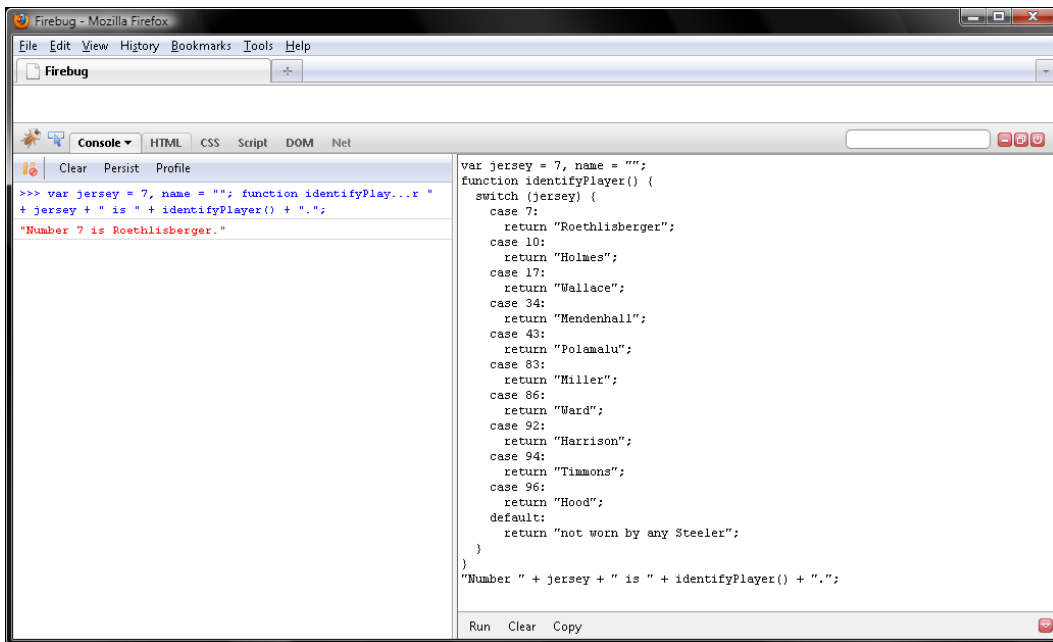 Firebug - Mozilla Firefox
File Edit View History Bookmarks Tools Help
Firebug
Console HTML CSS Script DOM Net
Clear Persist Profile
>>> var jersey = 7, name = ""; function identifyPlay...r "
+ jersey + " is " + identifyPlayer() + ".";
"Number 7 is Roethlisberger."
var jersey = 7, name = "";
function identifyPlayer() {
switch (jersey) {
case 7:
return "Roethlisberger";
case 10:
return "Holmes";
case 17:
return "Wallace";
case 34:
return "Mendenhall";
case 43:
return "Polamalu";
case 83:
return "Miller";
case 86:
return "Ward";
case 92:
return "Harrison";
case 94:
return "Timmons";
case 96:
return "Hood";
default:
return "not worn by any Steeler";
}
}
"Number " + jersey + " is " + identifyPlayer() + ".";
Run Clear Copy